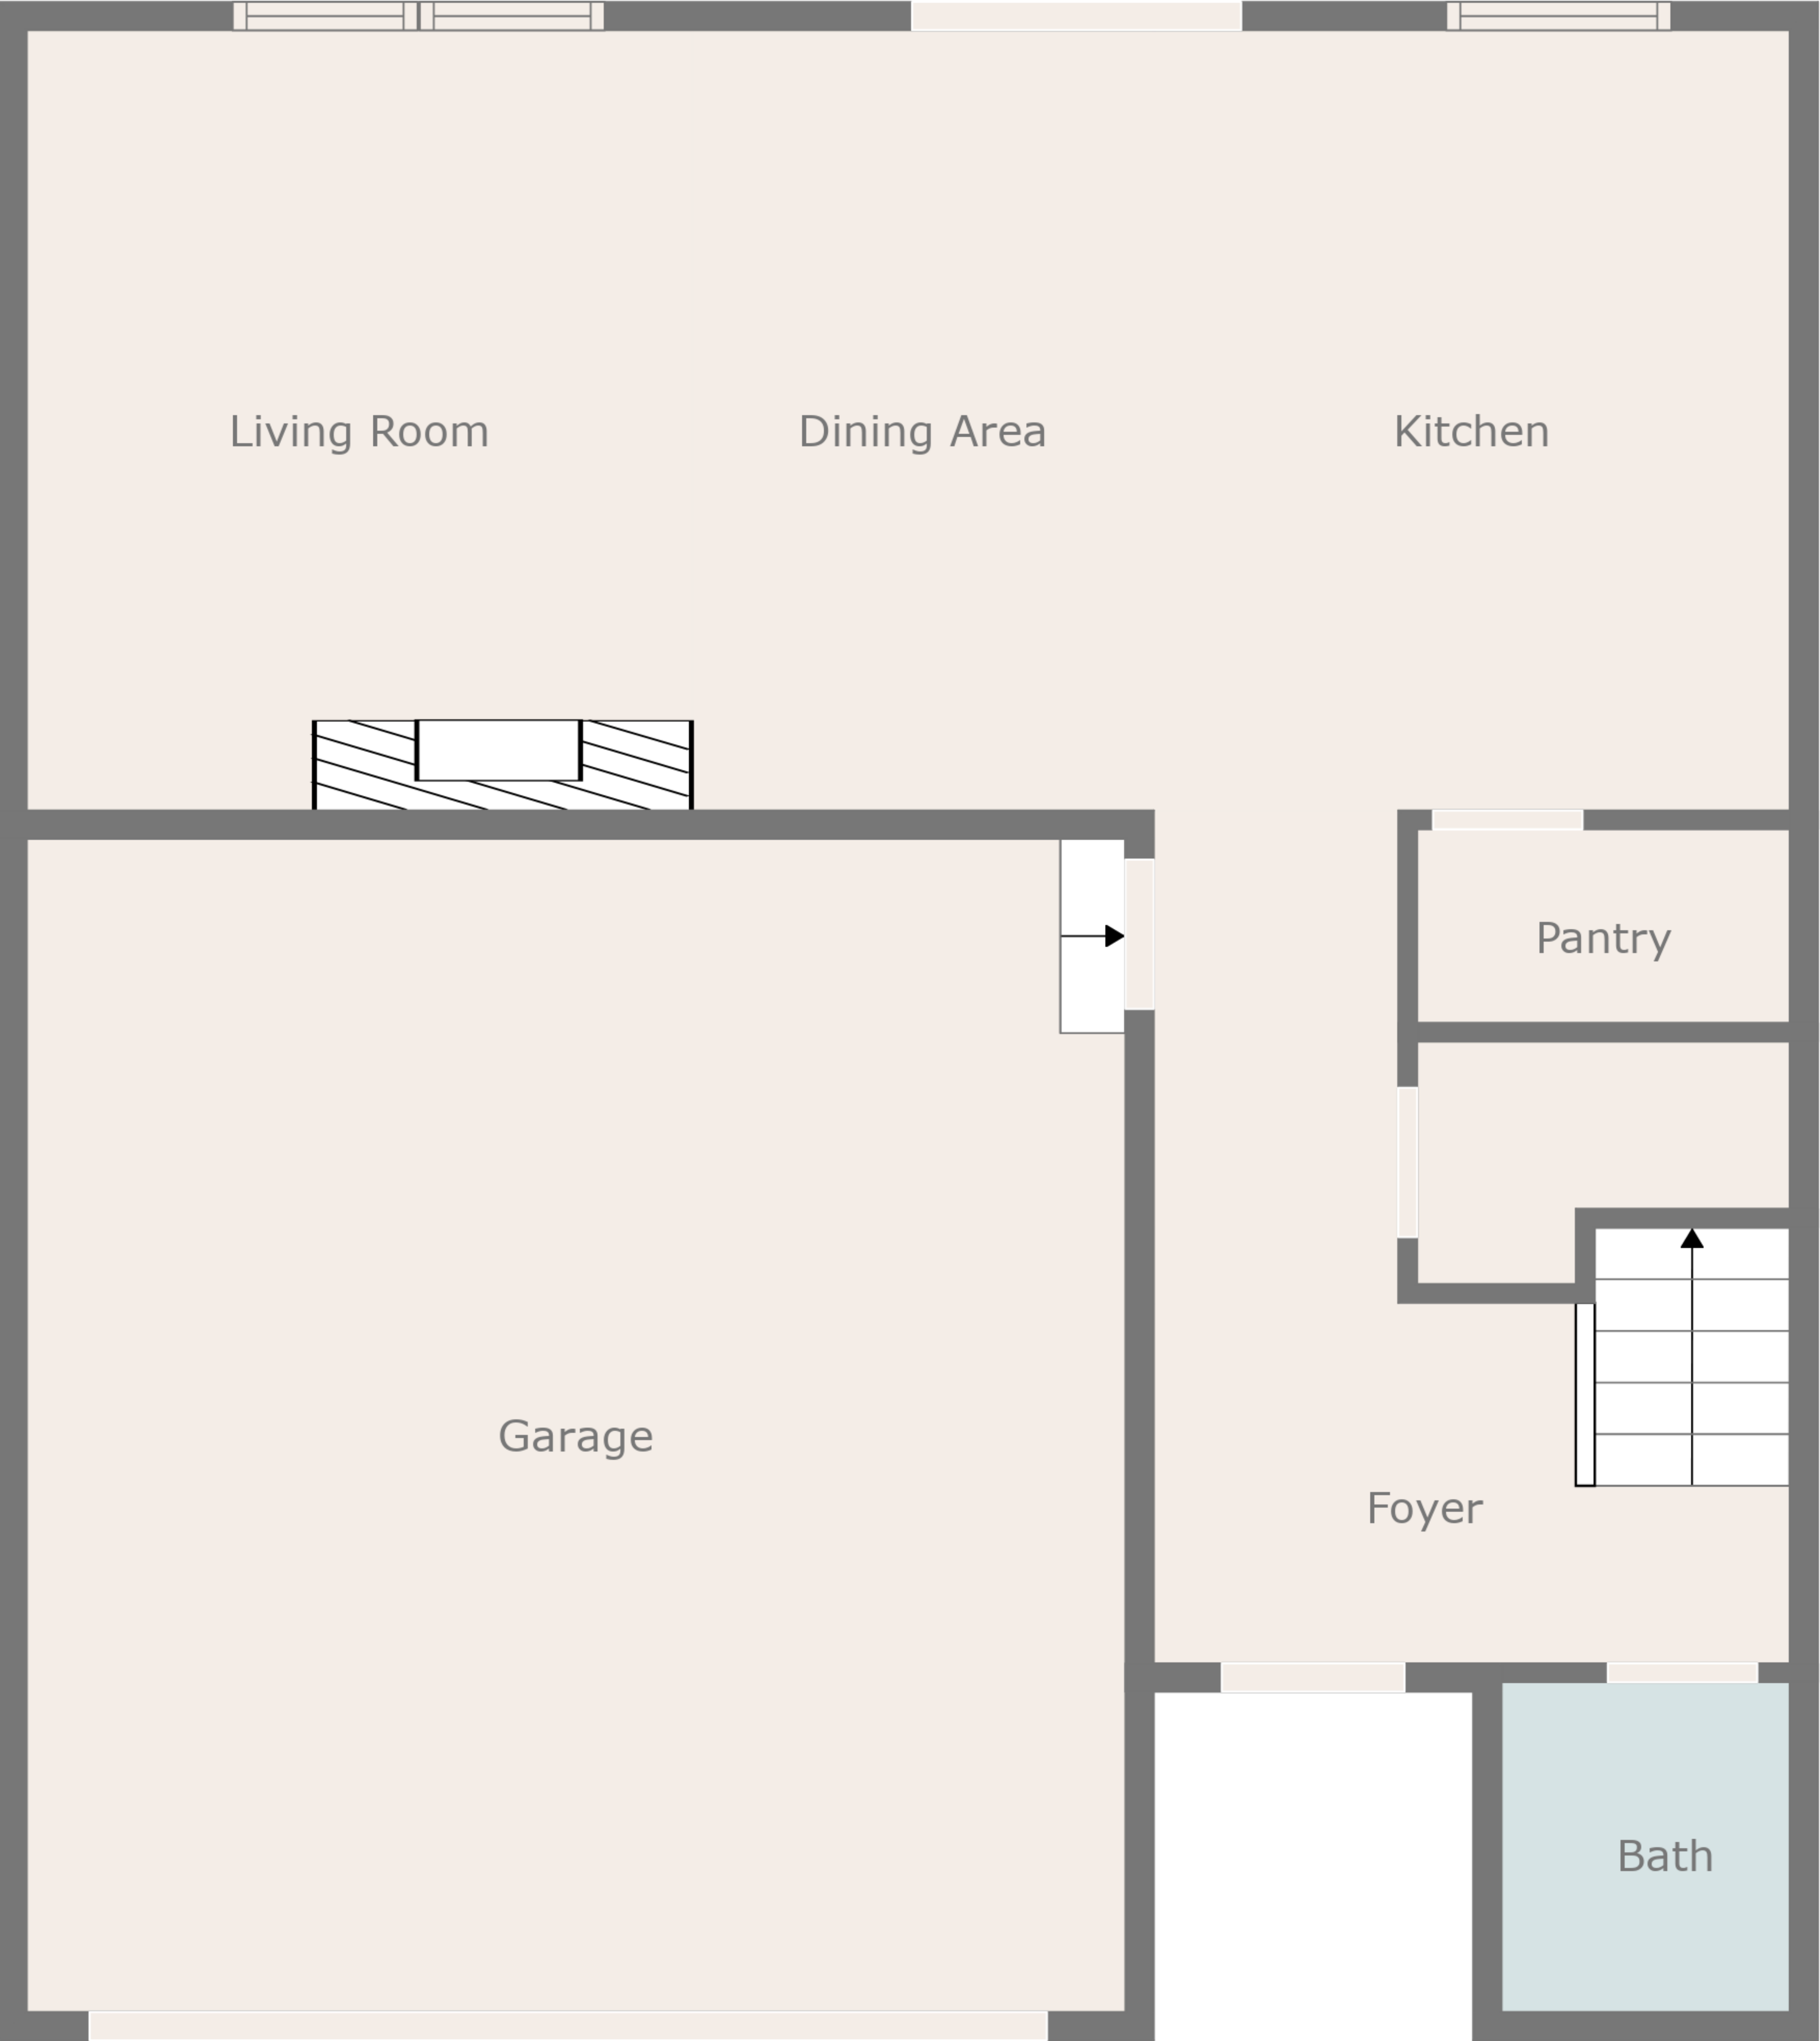 Living Room
Dining Area
Kitchen
Pantry
Garage
Foyer
Bath